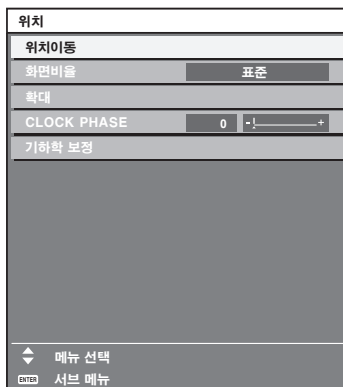 위치
위치이동
화면비율 표준
확대
CLOCK PHASE 0 - +
기하학 보정
메뉴 선택
ENTER 서브 메뉴